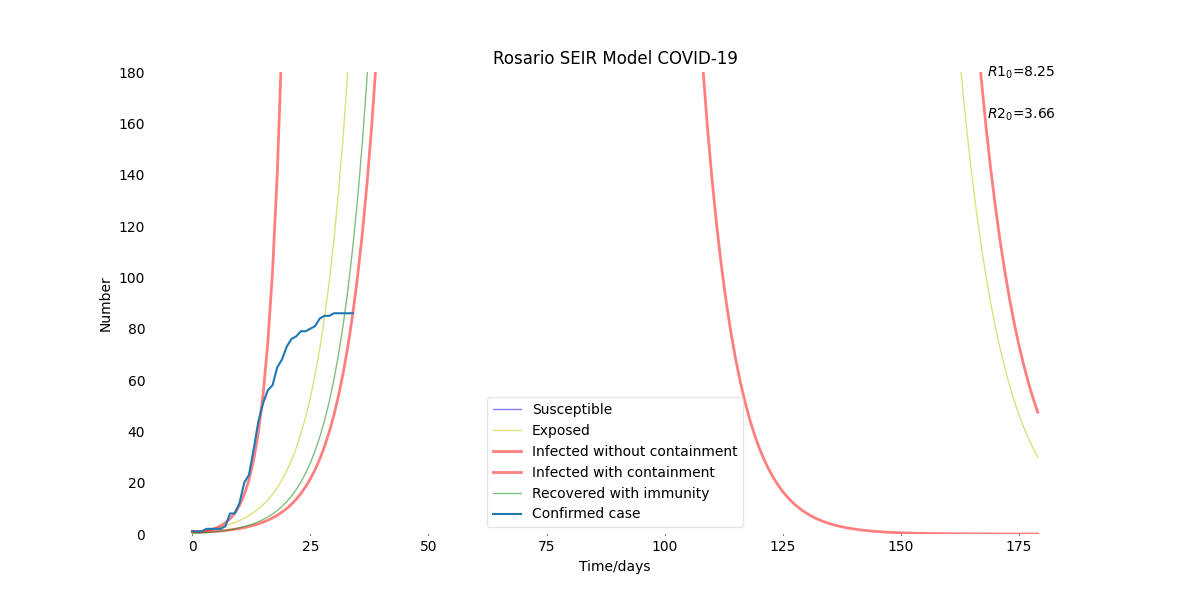 Rosario SEIR Model COVID-19
R1₀=8.25
R2₀=3.66
180
160
140
120
100
80
60
40
20
0
Number
Susceptible
Exposed
Infected without containment
Infected with containment
Recovered with immunity
Confirmed case
0 25 50 75 100 125 150 175
Time/days